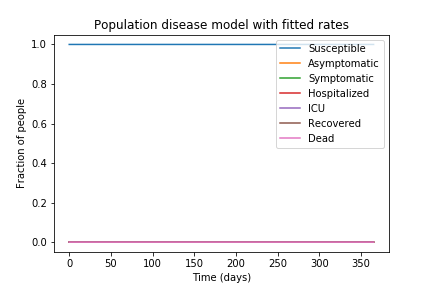 Population disease model with fitted rates
Fraction of people
1.0
0.8
0.6
0.4
0.2
0.0
Susceptible
Asymptomatic
Symptomatic
Hospitalized
ICU
Recovered
Dead
0 50 100 150 200 250 300 350
Time (days)